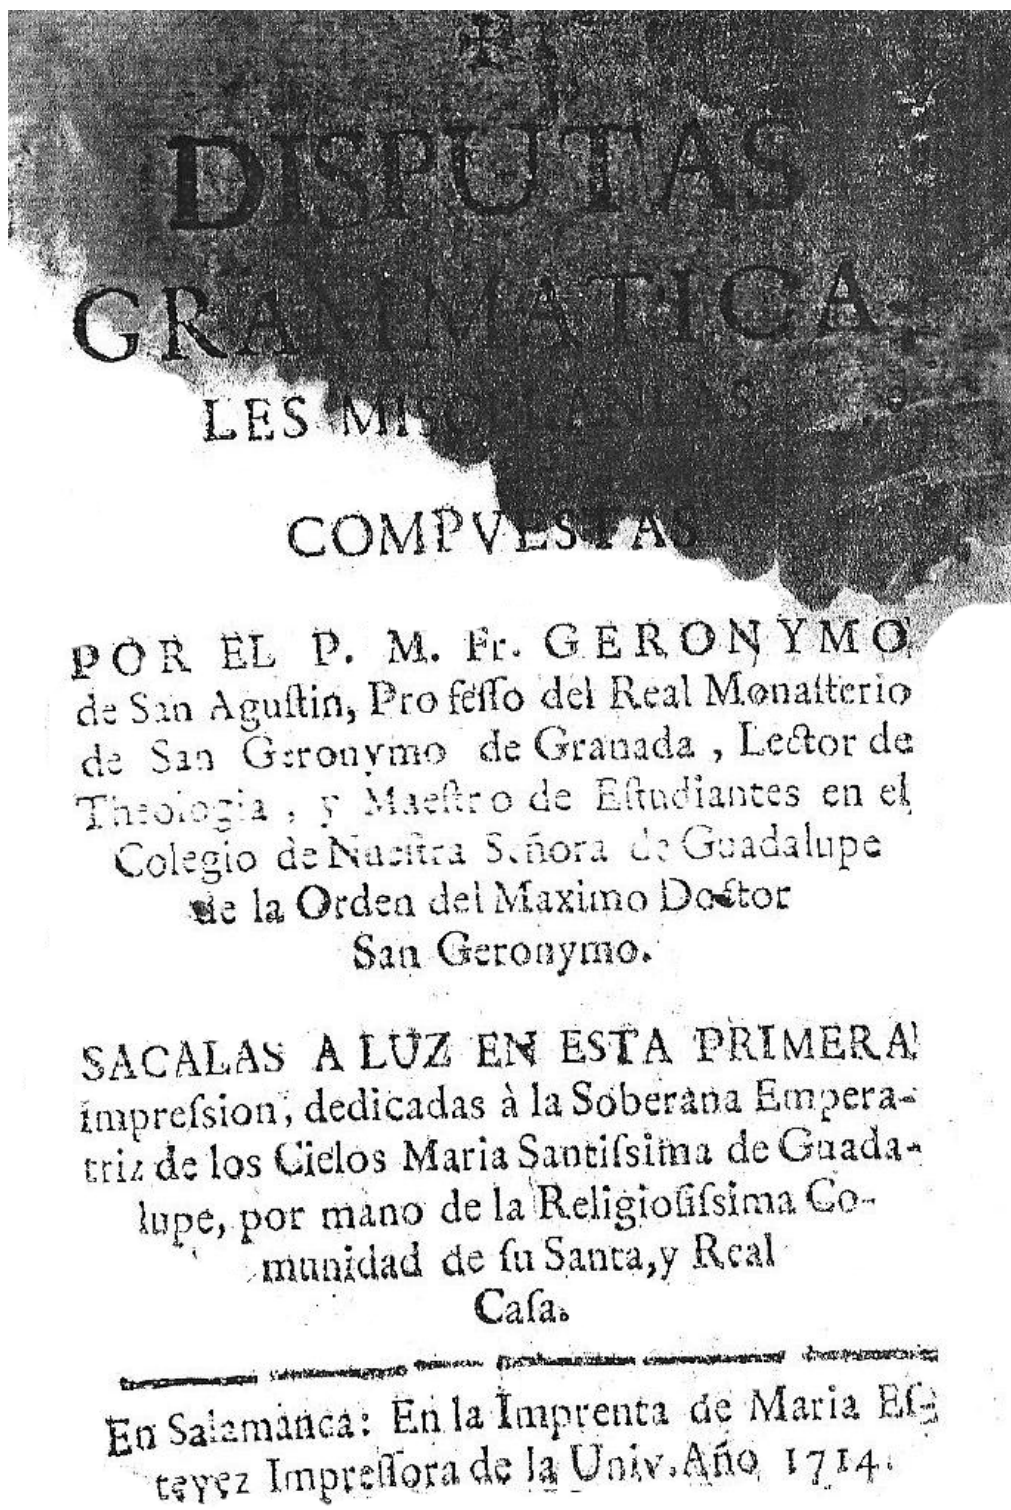 DISPUTAS
GRAMMATICA
LES MISCELANEAS
COMPVESTAS
POR EL P. M. Fr. GERONYMO
de San Aguſtin, Profeſſo del Real Monaſterio
de San Geronymo de Granada, Lector de
Theologia, y Maeſtro de Eſtudiantes en el
Colegio de Nueſtra Señora de Guadalupe
de la Orden del Maximo Doctor
San Geronymo.
SACALAS A LUZ EN ESTA PRIMERA
impreſsion, dedicadas à la Soberana Empera-
triz de los Cielos Maria Santiſsima de Guada-
lupe, por mano de la Religioſiſsima Co-
munidad de ſu Santa, y Real
Caſa.
En Salamanca: En la Imprenta de Maria Eſ-
tevez Impreſſora de la Univ. Año 1714.